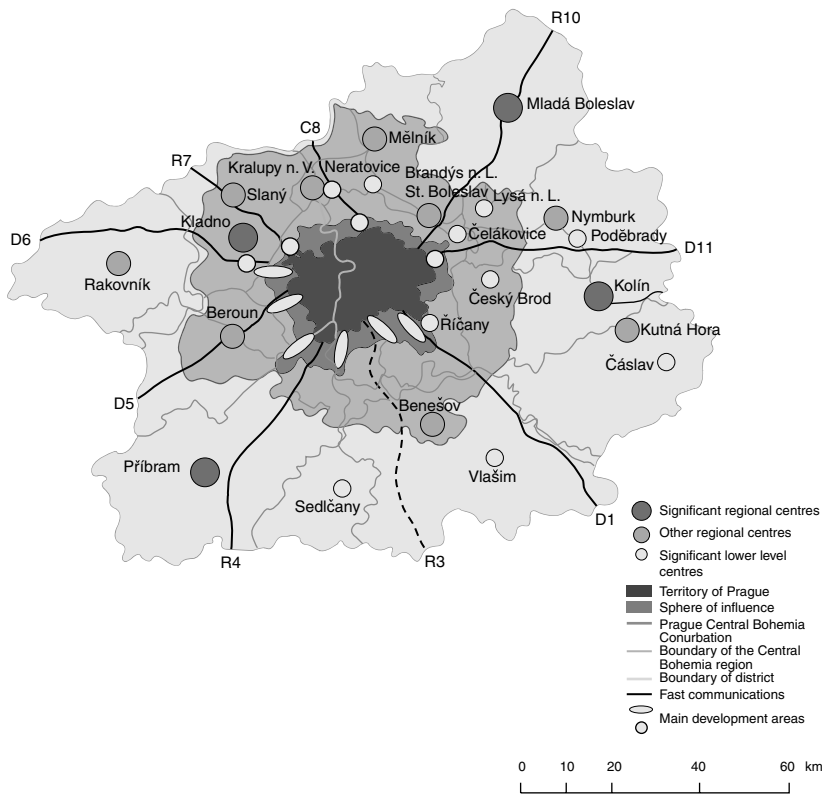 R10
Mladá Boleslav
C8
Mělník
R7
Kralupy n. V.
Neratovice
Brandýs n. L.
St. Boleslav
Slaný
Lysá n. L.
Kladno
Nymburk
Čelákovice
Poděbrady
D6
D11
Rakovník
Český Brod
Kolín
Beroun
Říčany
Kutná Hora
Čáslav
D5
Benešov
Příbram
Vlašim
Sedlčany
D1
R4
R3
Significant regional centres
Other regional centres
Significant lower level
centres
Territory of Prague
Sphere of influence
Prague Central Bohemia
Conurbation
Boundary of the Central
Bohemia region
Boundary of district
Fast communications
Main development areas
0 10 20 40 60 km